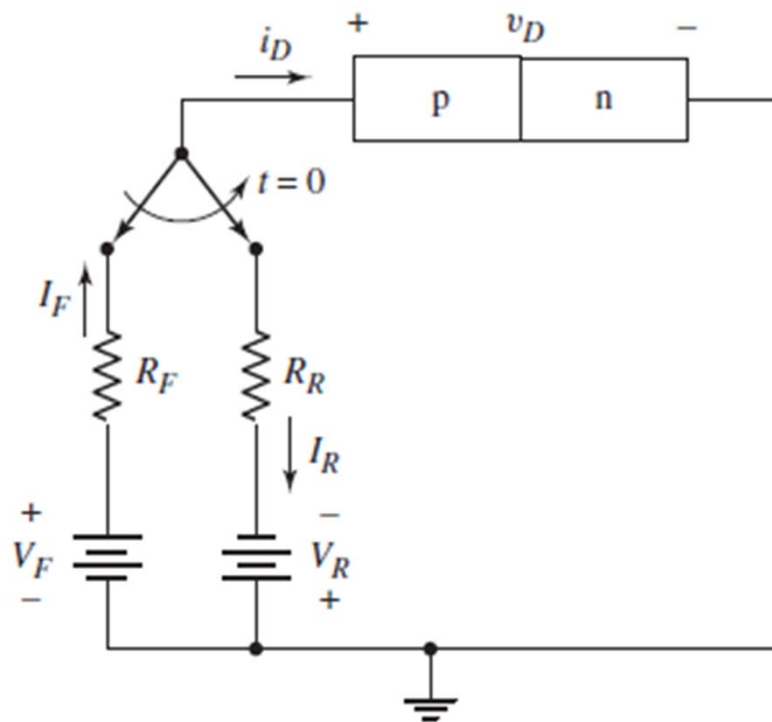 + v_D −
i_D
p n
t = 0
I_F
R_F R_R
I_R
+ −
V_F V_R
− +